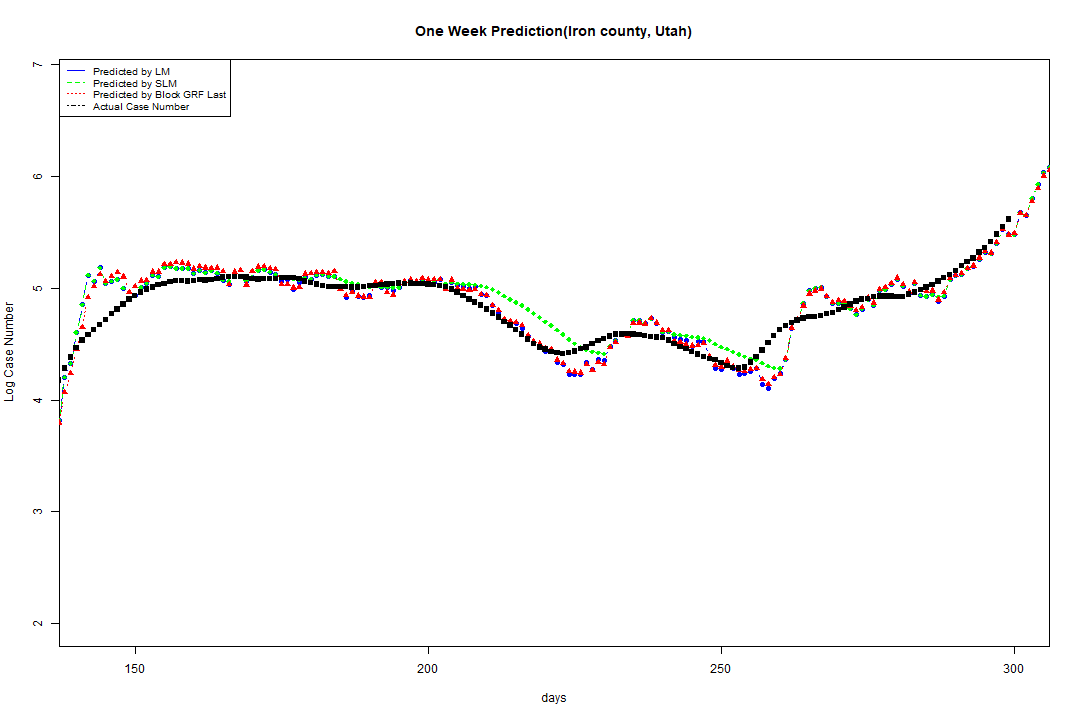 One Week Prediction(Iron county, Utah)
Predicted by LM
Predicted by SLM
Predicted by Block GRF Last
Actual Case Number
7
6
5
4
3
2
Log Case Number
150 200 250 300
days